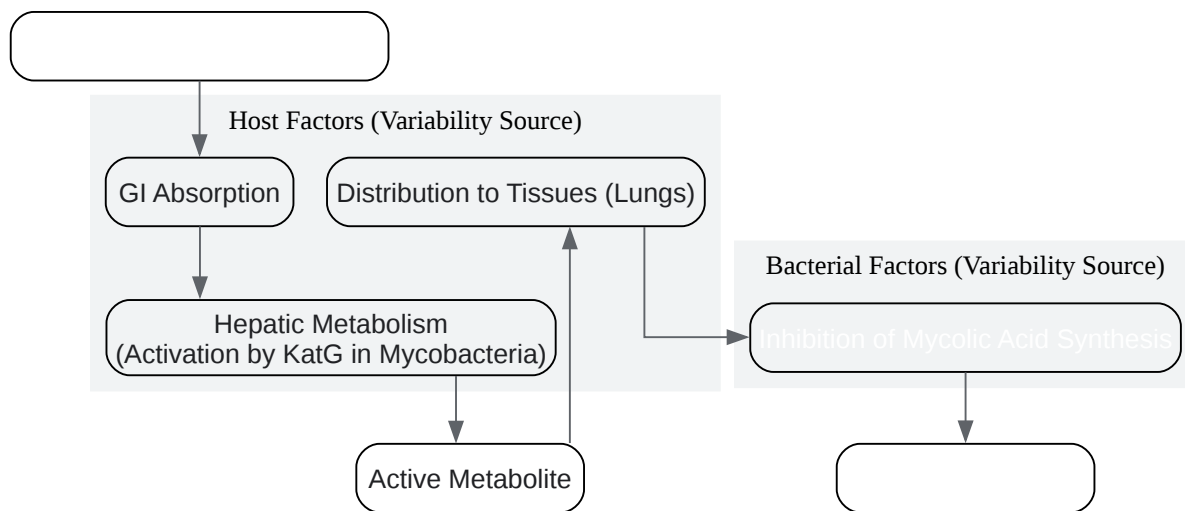 Host Factors (Variability Source)
GI Absorption
Distribution to Tissues (Lungs)
Hepatic Metabolism
(Activation by KatG in Mycobacteria)
Active Metabolite
Bacterial Factors (Variability Source)
Inhibition of Mycolic Acid Synthesis